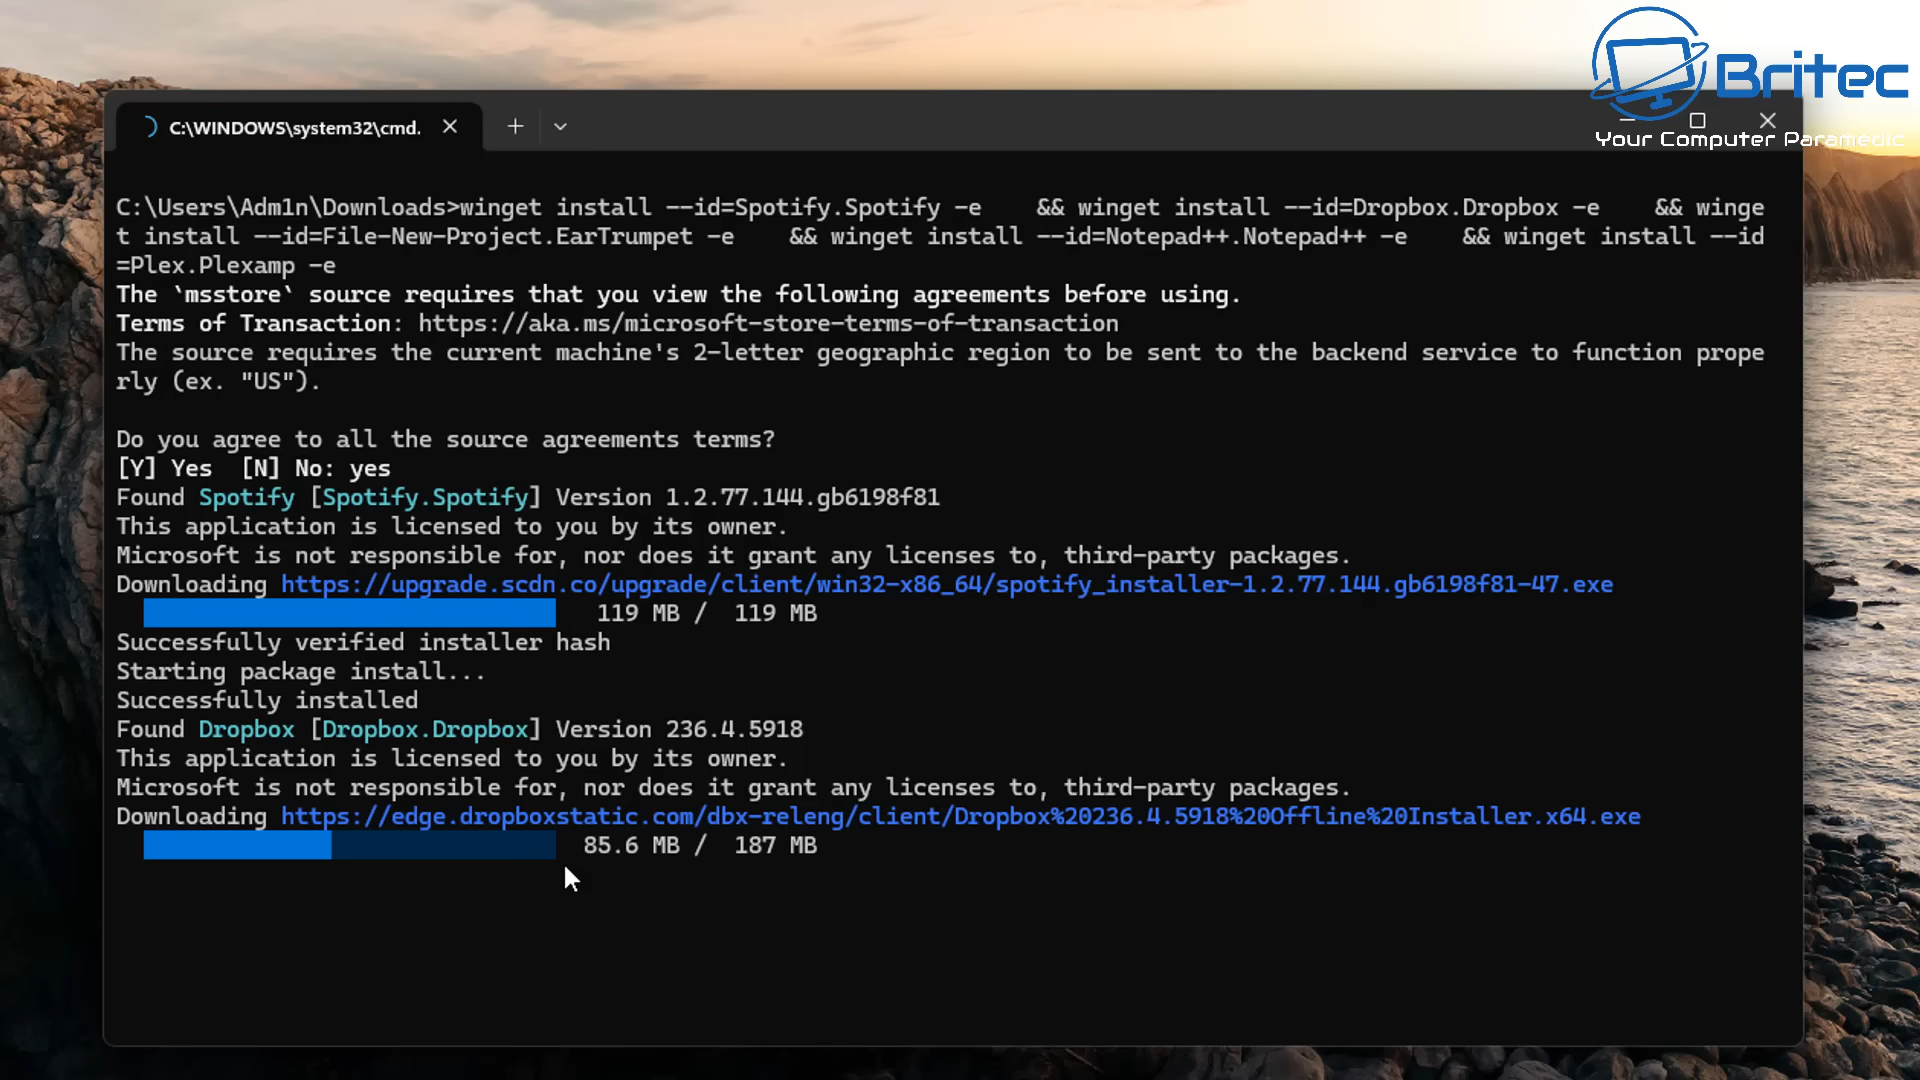 Britec
Your Computer Paramedic
C:\WINDOWS\system32\cmd.
C:\Users\Adm1n\Downloads>winget install --id=Spotify.Spotify -e    && winget install --id=Dropbox.Dropbox -e    && winge
t install --id=File-New-Project.EarTrumpet -e    && winget install --id=Notepad++.Notepad++ -e    && winget install --id
=Plex.Plexamp -e
The `msstore` source requires that you view the following agreements before using.
Terms of Transaction: https://aka.ms/microsoft-store-terms-of-transaction
The source requires the current machine's 2-letter geographic region to be sent to the backend service to function prope
rly (ex. "US").
Do you agree to all the source agreements terms?
[Y] Yes  [N] No: yes
Found Spotify [Spotify.Spotify] Version 1.2.77.144.gb6198f81
This application is licensed to you by its owner.
Microsoft is not responsible for, nor does it grant any licenses to, third-party packages.
Downloading https://upgrade.scdn.co/upgrade/client/win32-x86_64/spotify_installer-1.2.77.144.gb6198f81-47.exe
119 MB /  119 MB
Successfully verified installer hash
Starting package install...
Successfully installed
Found Dropbox [Dropbox.Dropbox] Version 236.4.5918
This application is licensed to you by its owner.
Microsoft is not responsible for, nor does it grant any licenses to, third-party packages.
Downloading https://edge.dropboxstatic.com/dbx-releng/client/Dropbox%20236.4.5918%20Offline%20Installer.x64.exe
85.6 MB /  187 MB